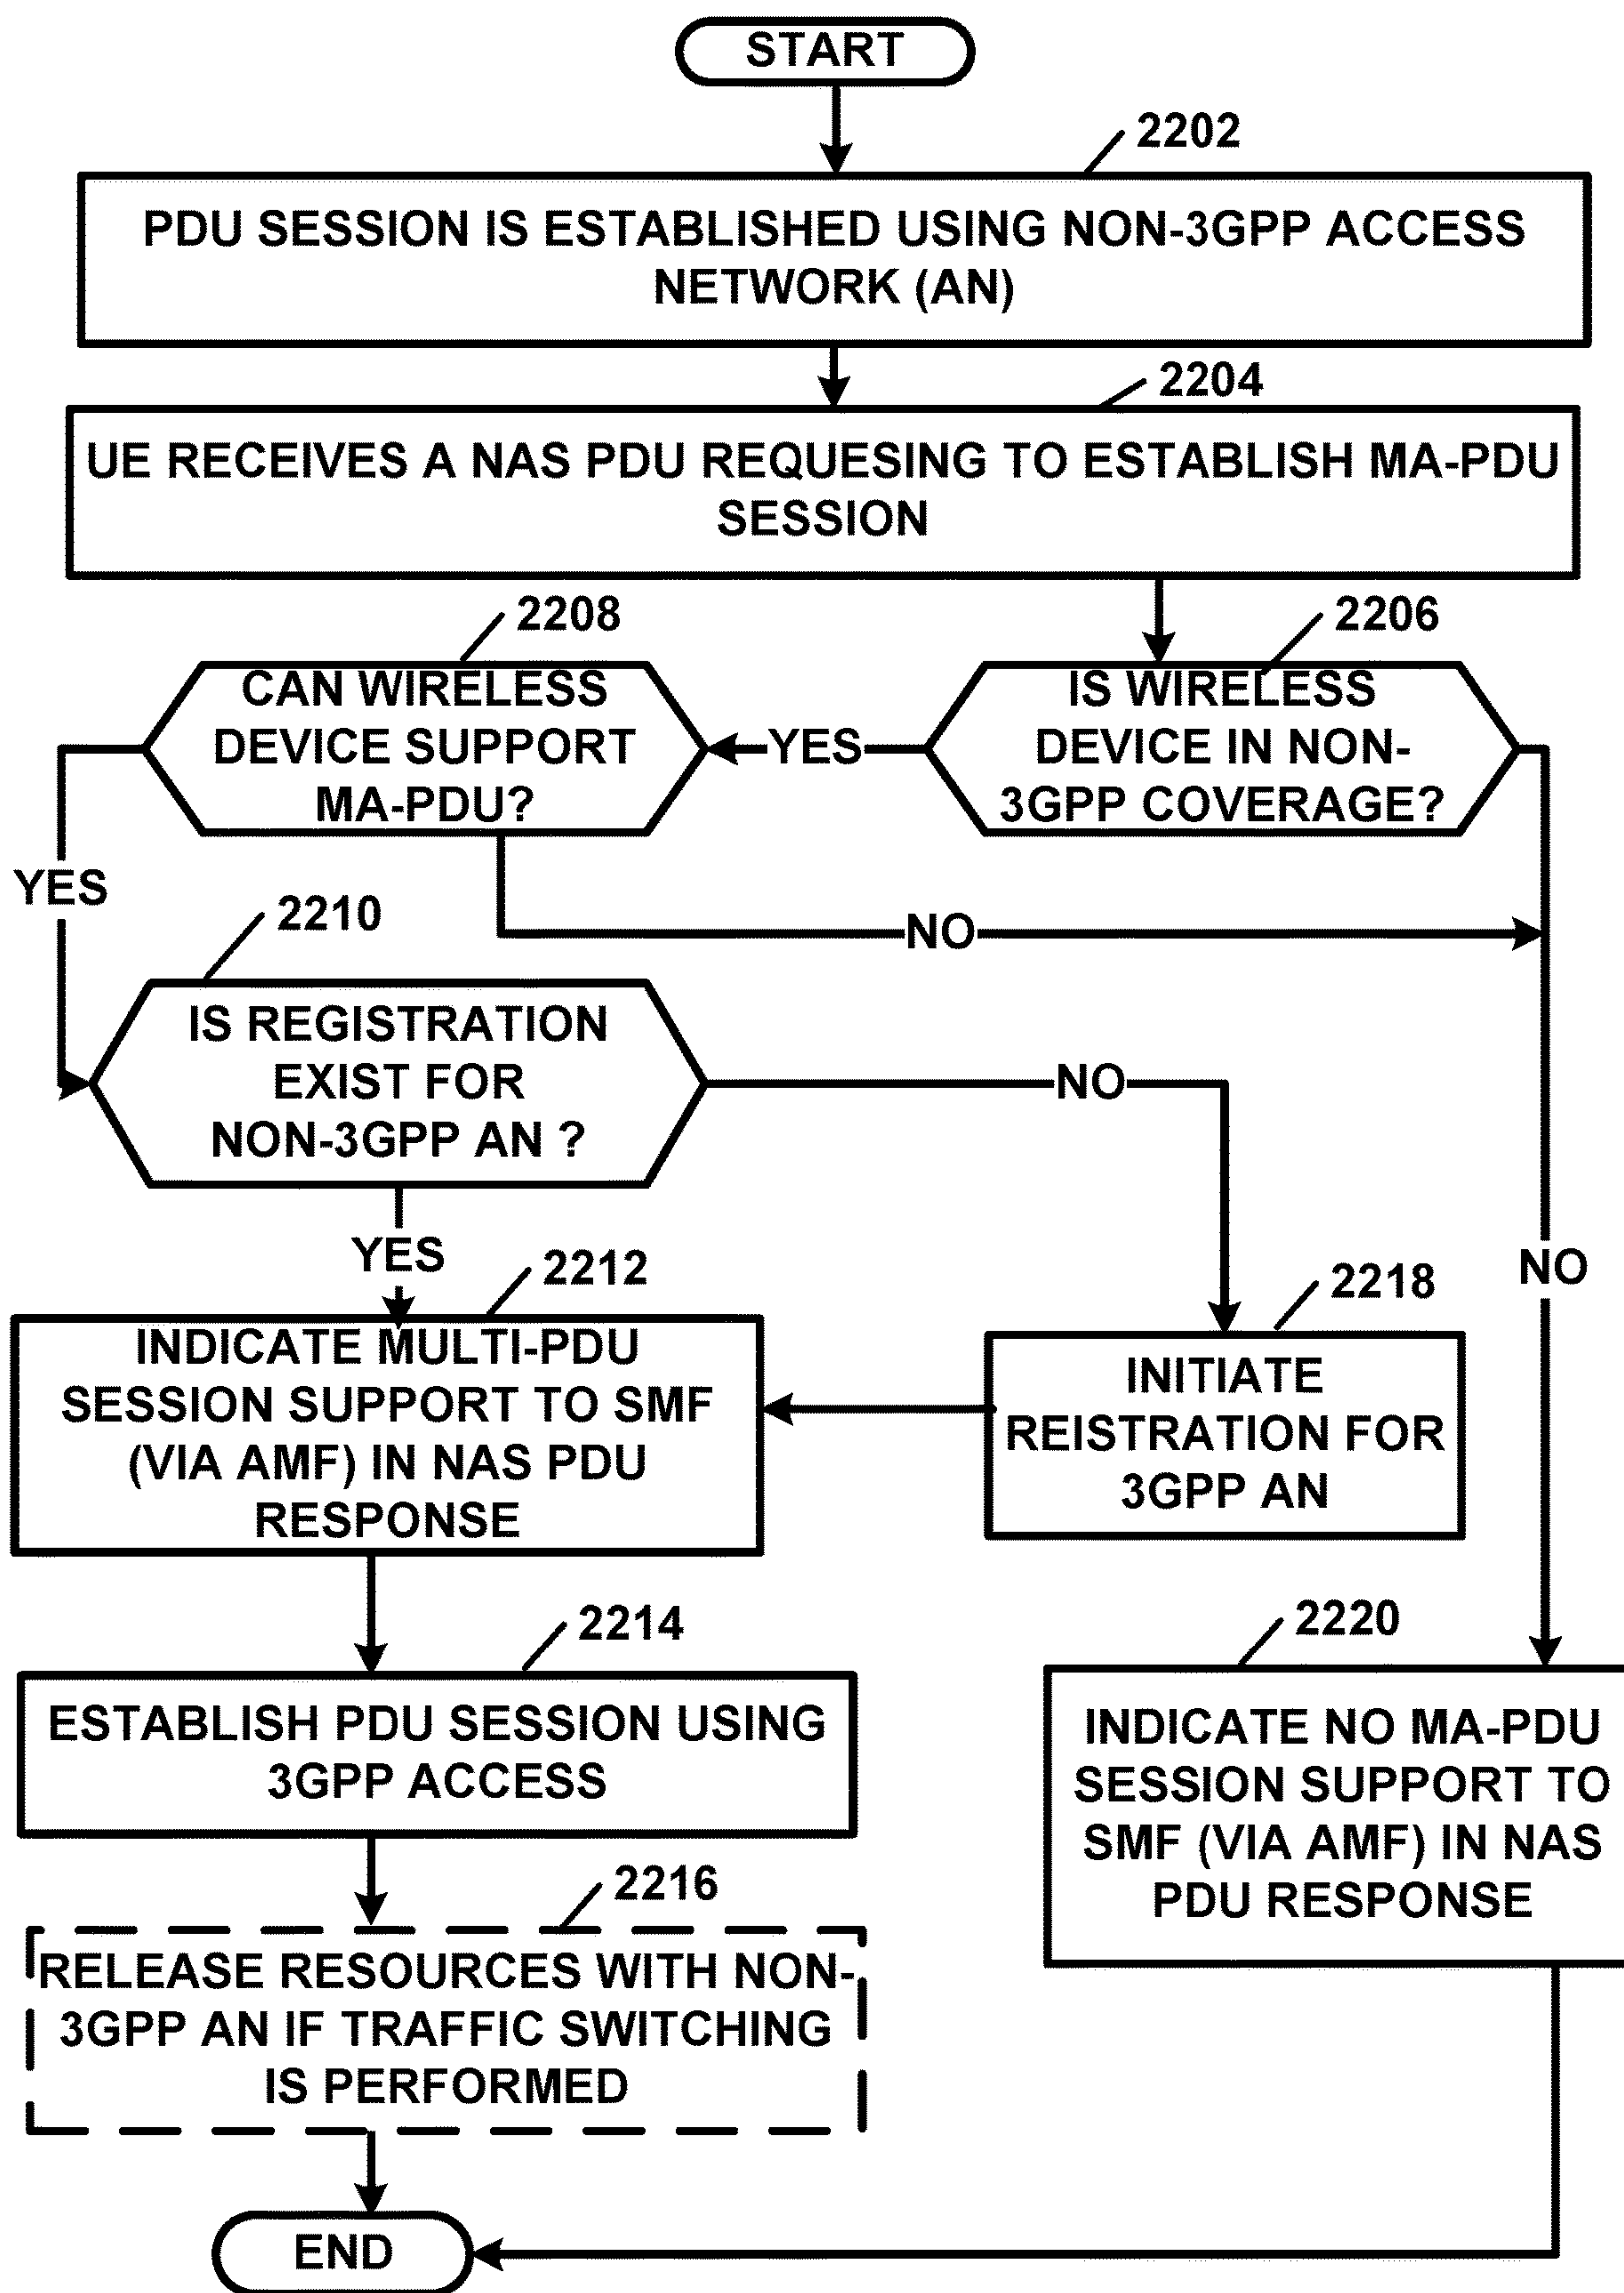 START
2202
PDU SESSION IS ESTABLISHED USING NON-3GPP ACCESS
NETWORK (AN)
2204
UE RECEIVES A NAS PDU REQUESING TO ESTABLISH MA-PDU
SESSION
2208
CAN WIRELESS
DEVICE SUPPORT
MA-PDU?
2206
IS WIRELESS
DEVICE IN NON-
3GPP COVERAGE?
YES
YES
NO
2210
IS REGISTRATION
EXIST FOR
NON-3GPP AN ?
NO
YES
NO
2212
INDICATE MULTI-PDU
SESSION SUPPORT TO SMF
(VIA AMF) IN NAS PDU
RESPONSE
2218
INITIATE
REISTRATION FOR
3GPP AN
2214
ESTABLISH PDU SESSION USING
3GPP ACCESS
2220
INDICATE NO MA-PDU
SESSION SUPPORT TO
SMF (VIA AMF) IN NAS
PDU RESPONSE
2216
RELEASE RESOURCES WITH NON-
3GPP AN IF TRAFFIC SWITCHING
IS PERFORMED
END